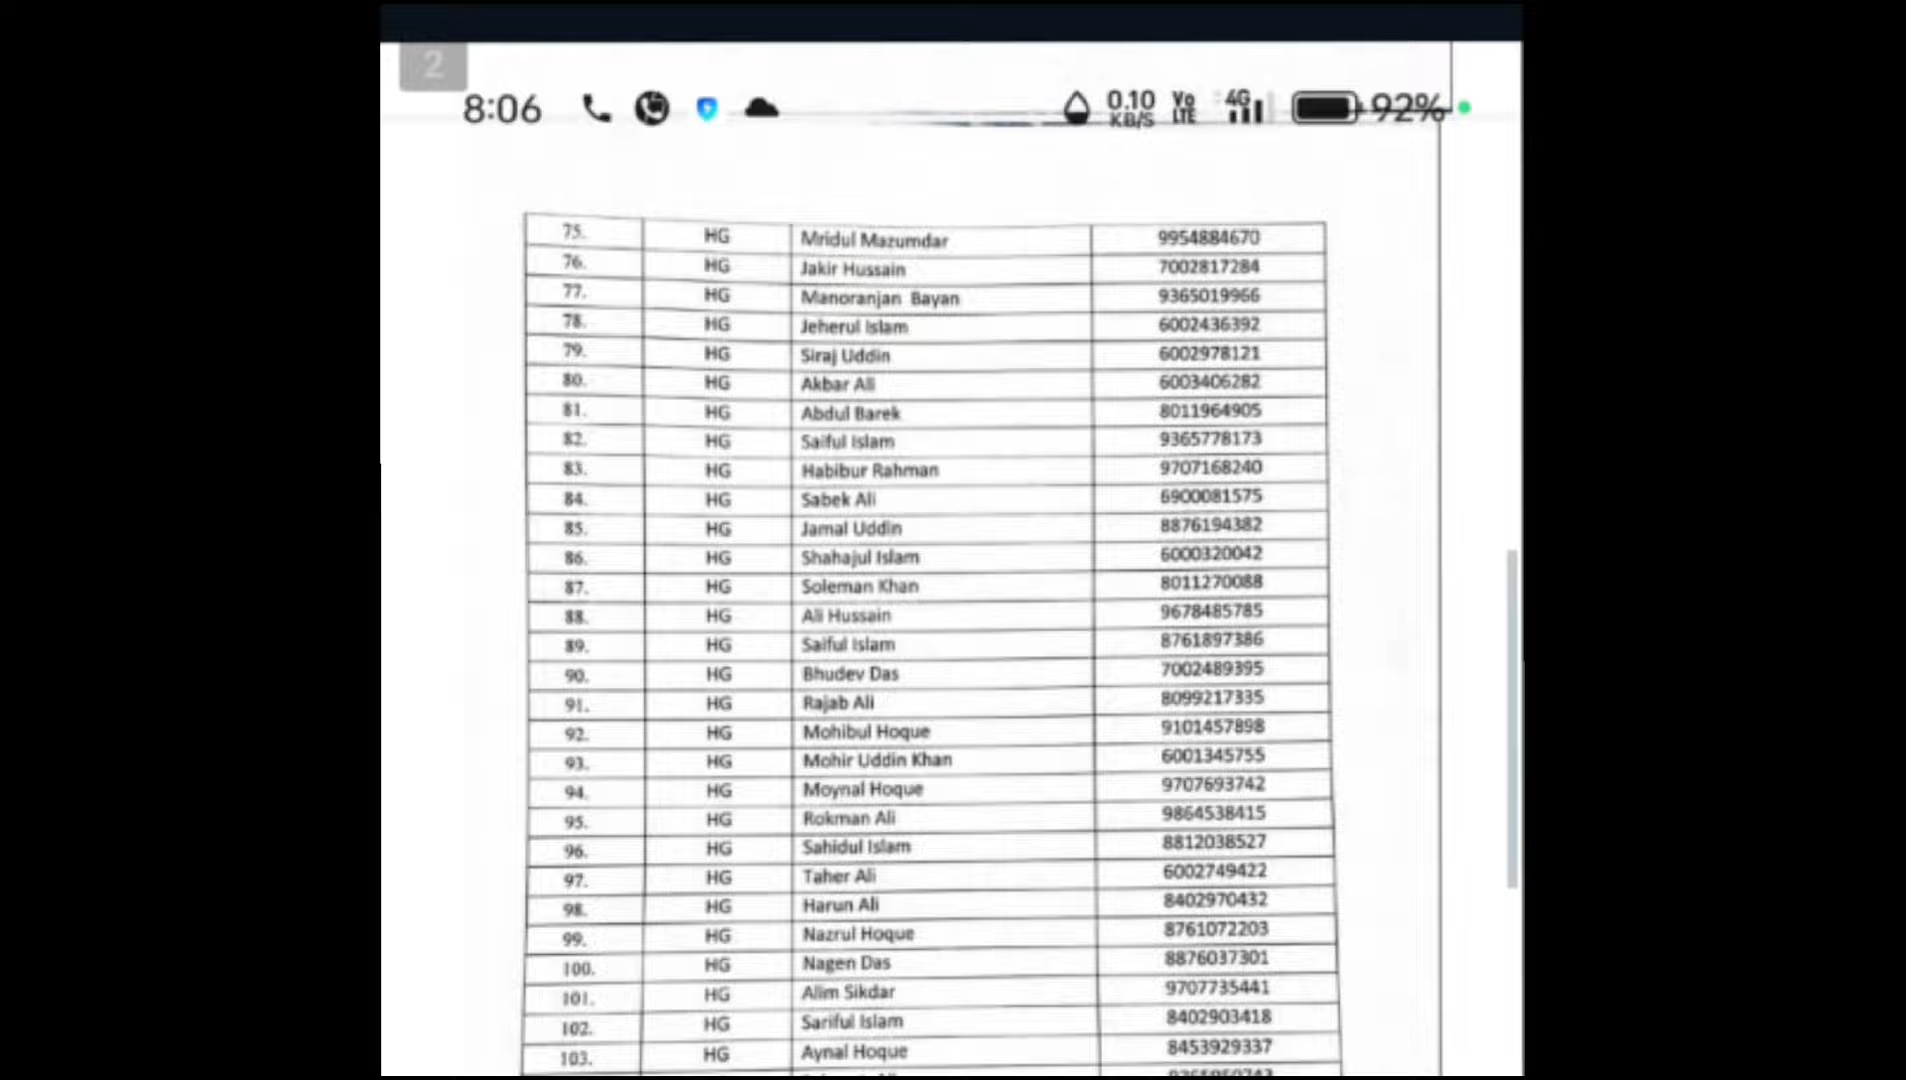 2
8:06 0.10 KB/S Vo LTE 4G 92%
75. HG Mridul Mazumdar 9954884670
76. HG Jakir Hussain 7002817284
77. HG Manoranjan Bayan 9365019966
78. HG Jeherul Islam 6002436392
79. HG Siraj Uddin 6002978121
80. HG Akbar Ali 6003406282
81. HG Abdul Barek 8011964905
82. HG Saiful Islam 9365778173
83. HG Habibur Rahman 9707168240
84. HG Sabek Ali 6900081575
85. HG Jamal Uddin 8876194382
86. HG Shahajul Islam 6000320042
87. HG Soleman Khan 8011270088
88. HG Ali Hussain 9678485785
89. HG Saiful Islam 8761897386
90. HG Bhudev Das 7002489395
91. HG Rajab Ali 8099217335
92. HG Mohibul Hoque 9101457898
93. HG Mohir Uddin Khan 6001345755
94. HG Moynal Hoque 9707693742
95. HG Rokman Ali 9864538415
96. HG Sahidul Islam 8812038527
97. HG Taher Ali 6002749422
98. HG Harun Ali 8402970432
99. HG Nazrul Hoque 8761072203
100. HG Nagen Das 8876037301
101. HG Alim Sikdar 9707735441
102. HG Sariful Islam 8402903418
103. HG Aynal Hoque 8453929337